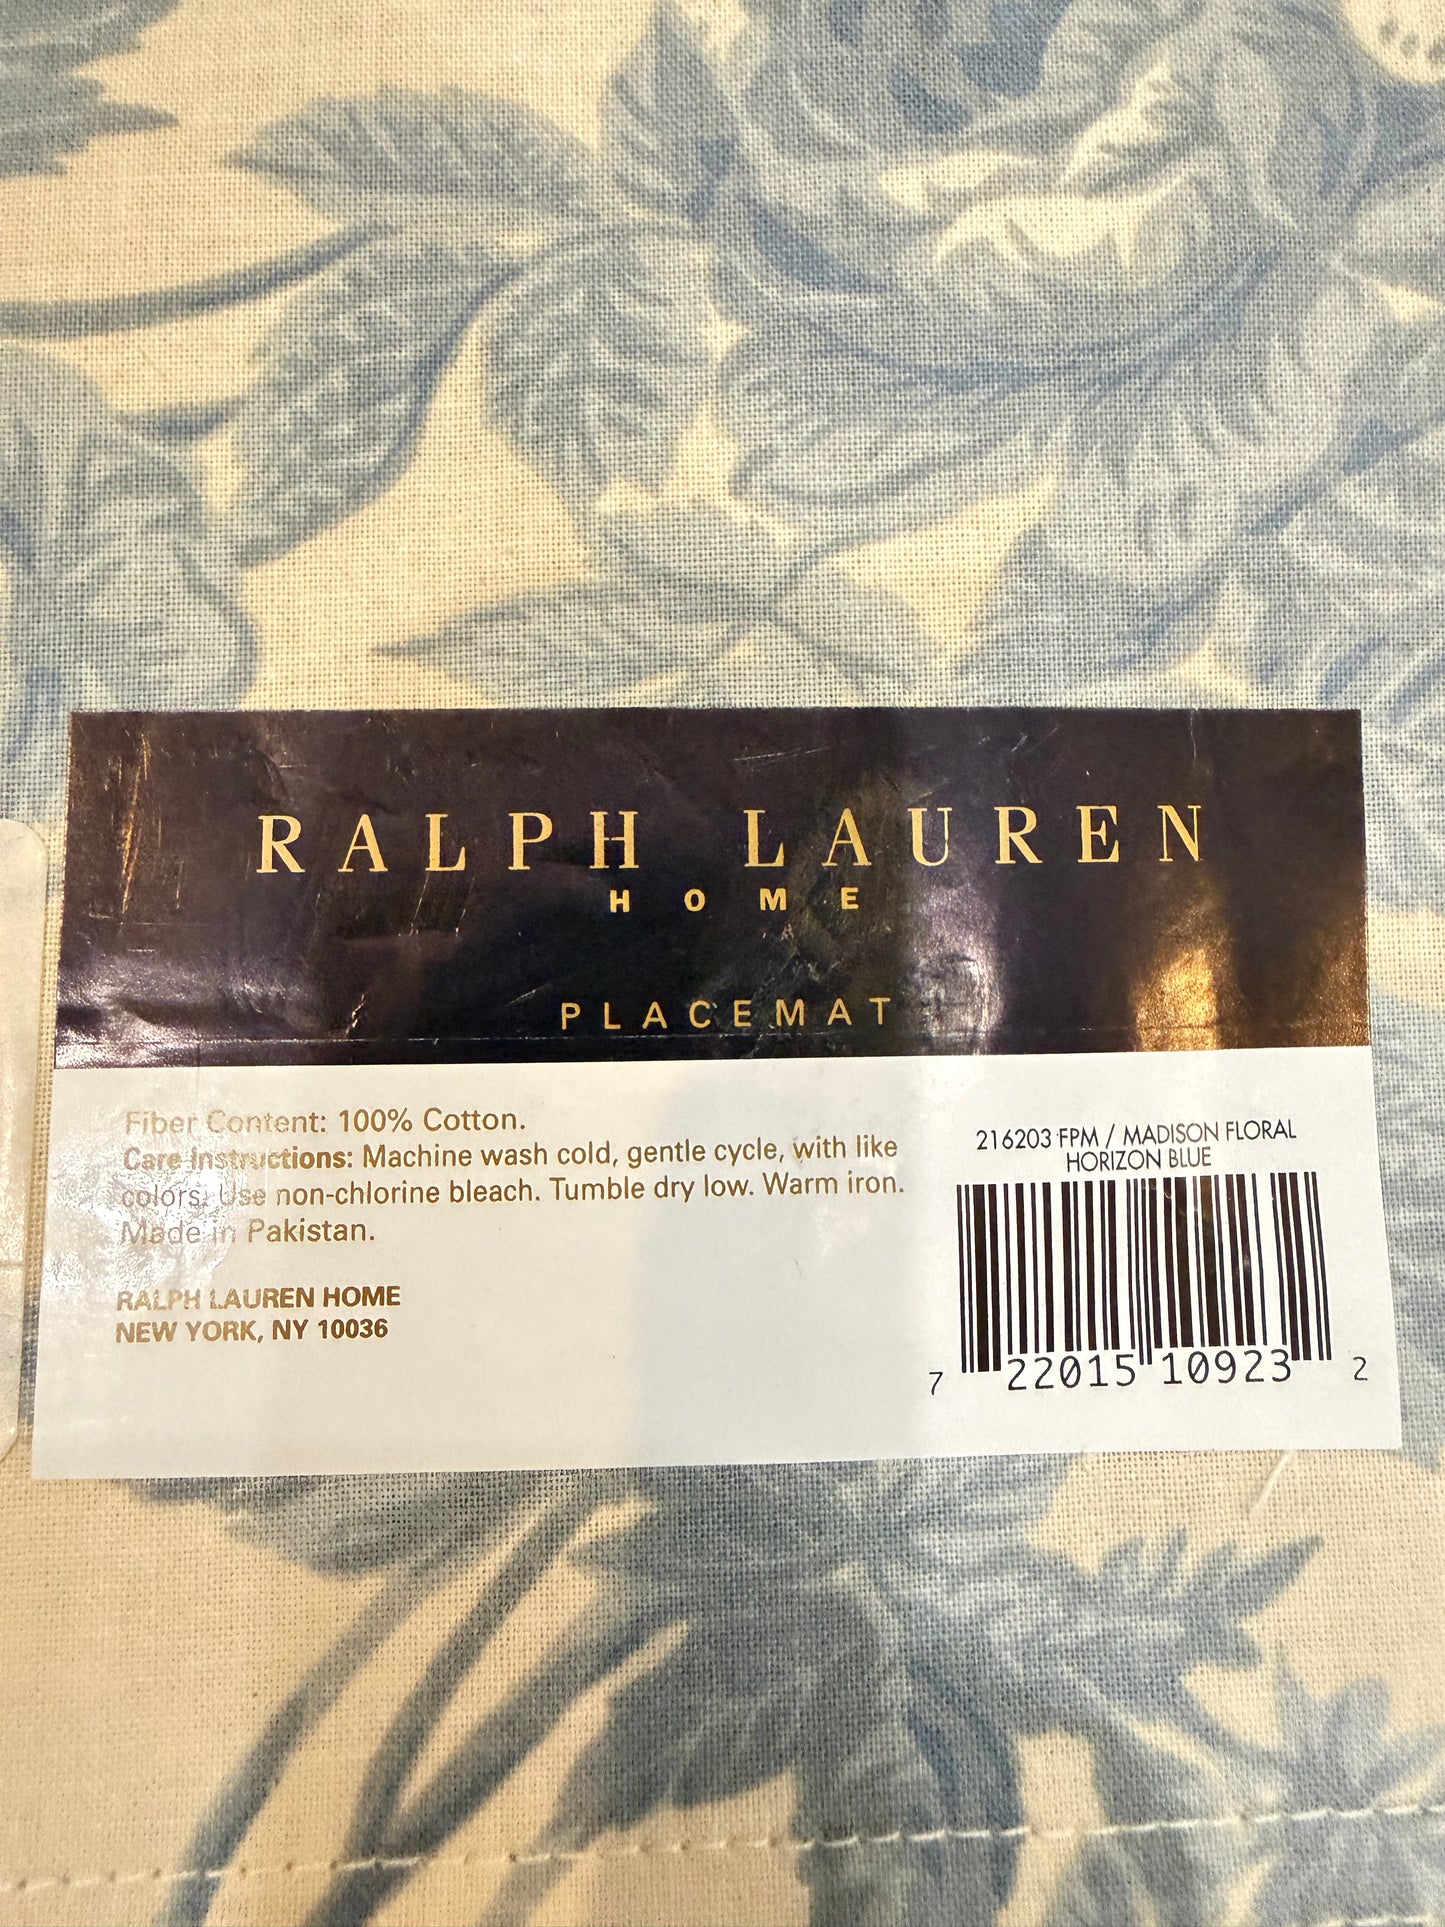 RALPH LAUREN
HOME
PLACEMAT
Fiber Content: 100% Cotton.
Care Instructions: Machine wash cold, gentle cycle, with like
colors. Use non-chlorine bleach. Tumble dry low. Warm iron.
Made in Pakistan.
RALPH LAUREN HOME
NEW YORK, NY 10036
216203 FPM / MADISON FLORAL
HORIZON BLUE
7 22015 10923 2